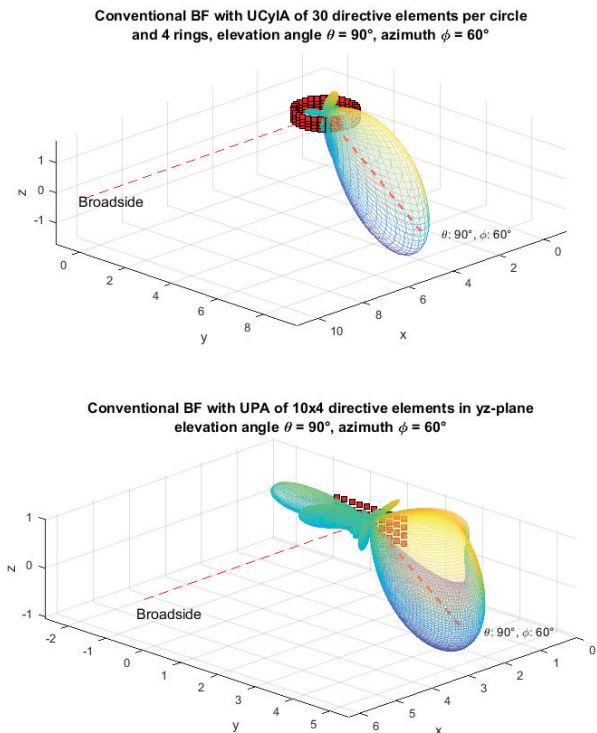 Conventional BF with UCylA of 30 directive elements per circle
and 4 rings, elevation angle θ = 90°, azimuth ϕ = 60°
1
0
-1
z
Broadside
θ: 90°, ϕ: 60°
0
2
4
6
8
y
10
8
6
4
2
0
x
Conventional BF with UPA of 10x4 directive elements in yz-plane
elevation angle θ = 90°, azimuth ϕ = 60°
1
0
-1
z
Broadside
θ: 90°, ϕ: 60°
-2
-1
0
1
2
3
4
5
y
6
5
4
3
2
1
0
x